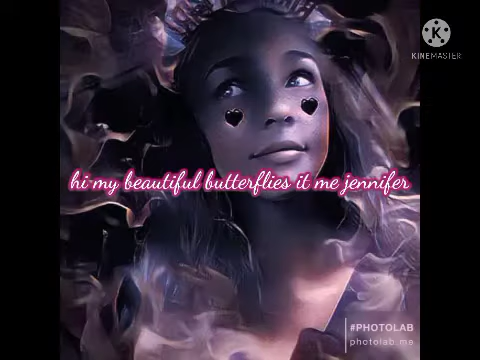 KINEMASTER
hi my beautiful butterflies it me jennifer
#PHOTOLAB
photolab.me